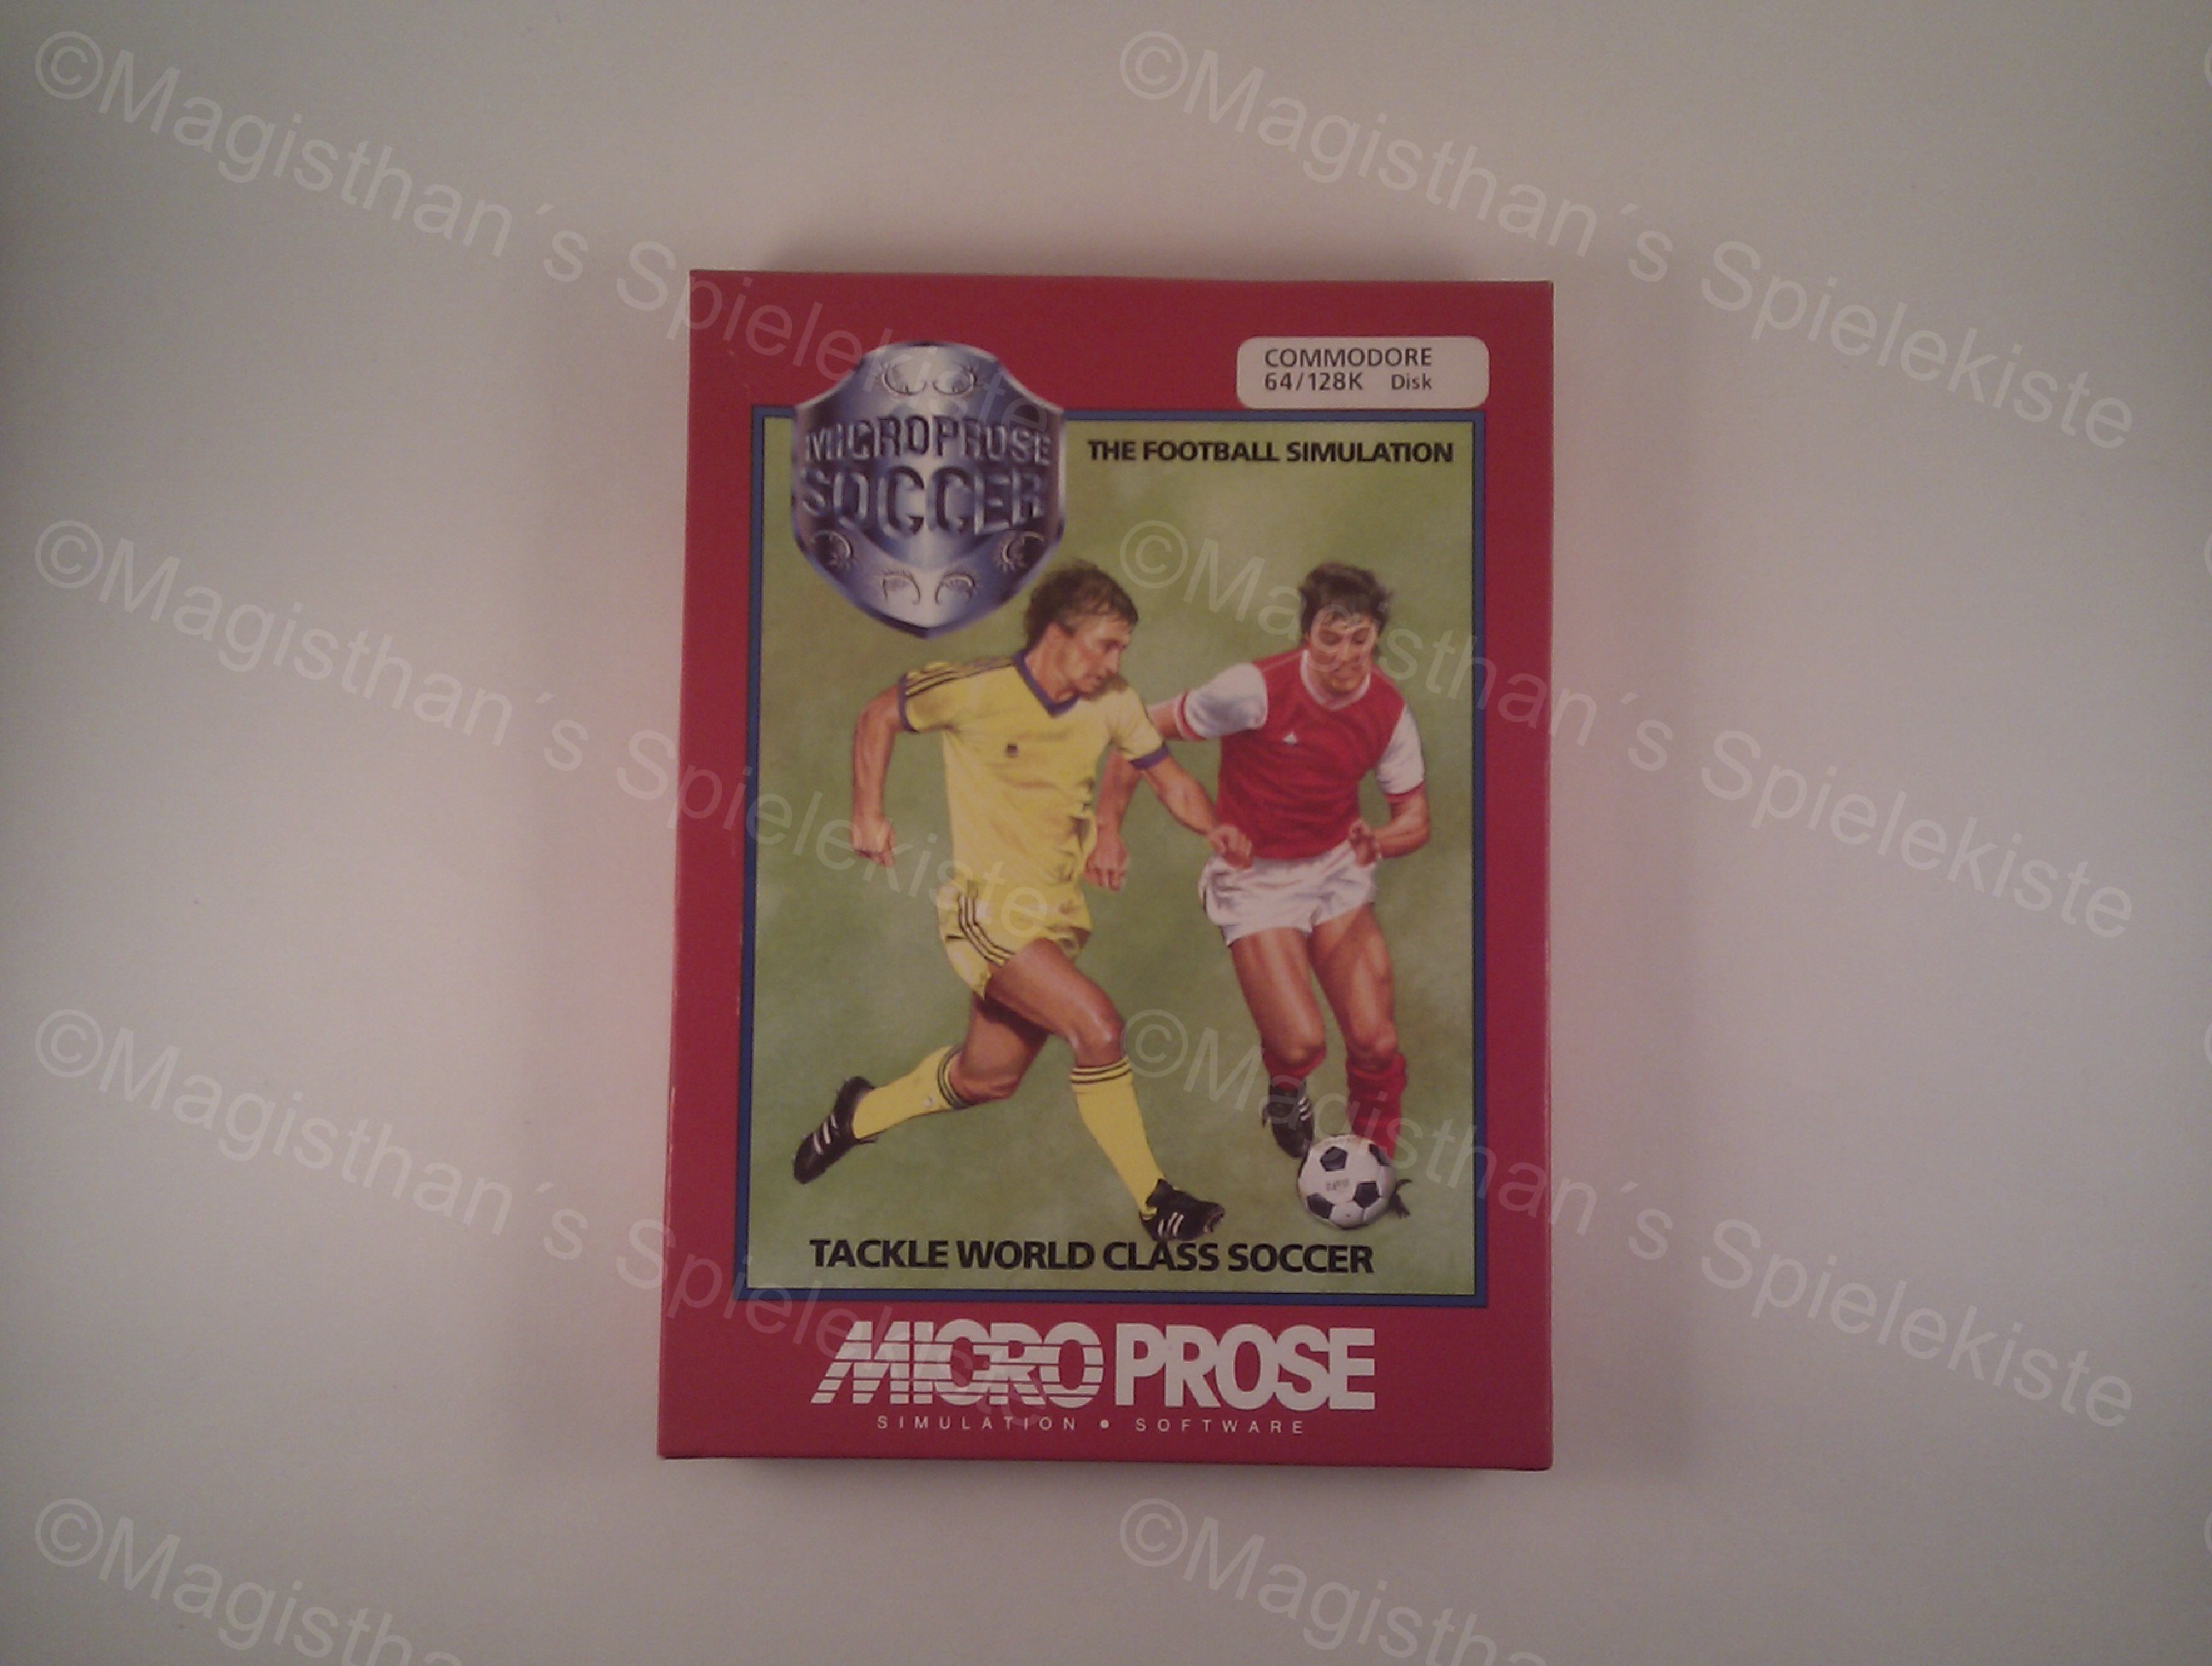 ©Magisthan´s Spielekiste
©Magisthan´s Spielekiste
COMMODORE
64/128K Disk
MICROPROSE
SOCCER
THE FOOTBALL SIMULATION
©Magisthan´s Spielekiste
©Magisthan´s Spielekiste
©Magisthan´s Spielekiste
©Magisthan´s Spielekiste
TACKLE WORLD CLASS SOCCER
MICRO PROSE
SIMULATION • SOFTWARE
©Magisthan
©Magisthan